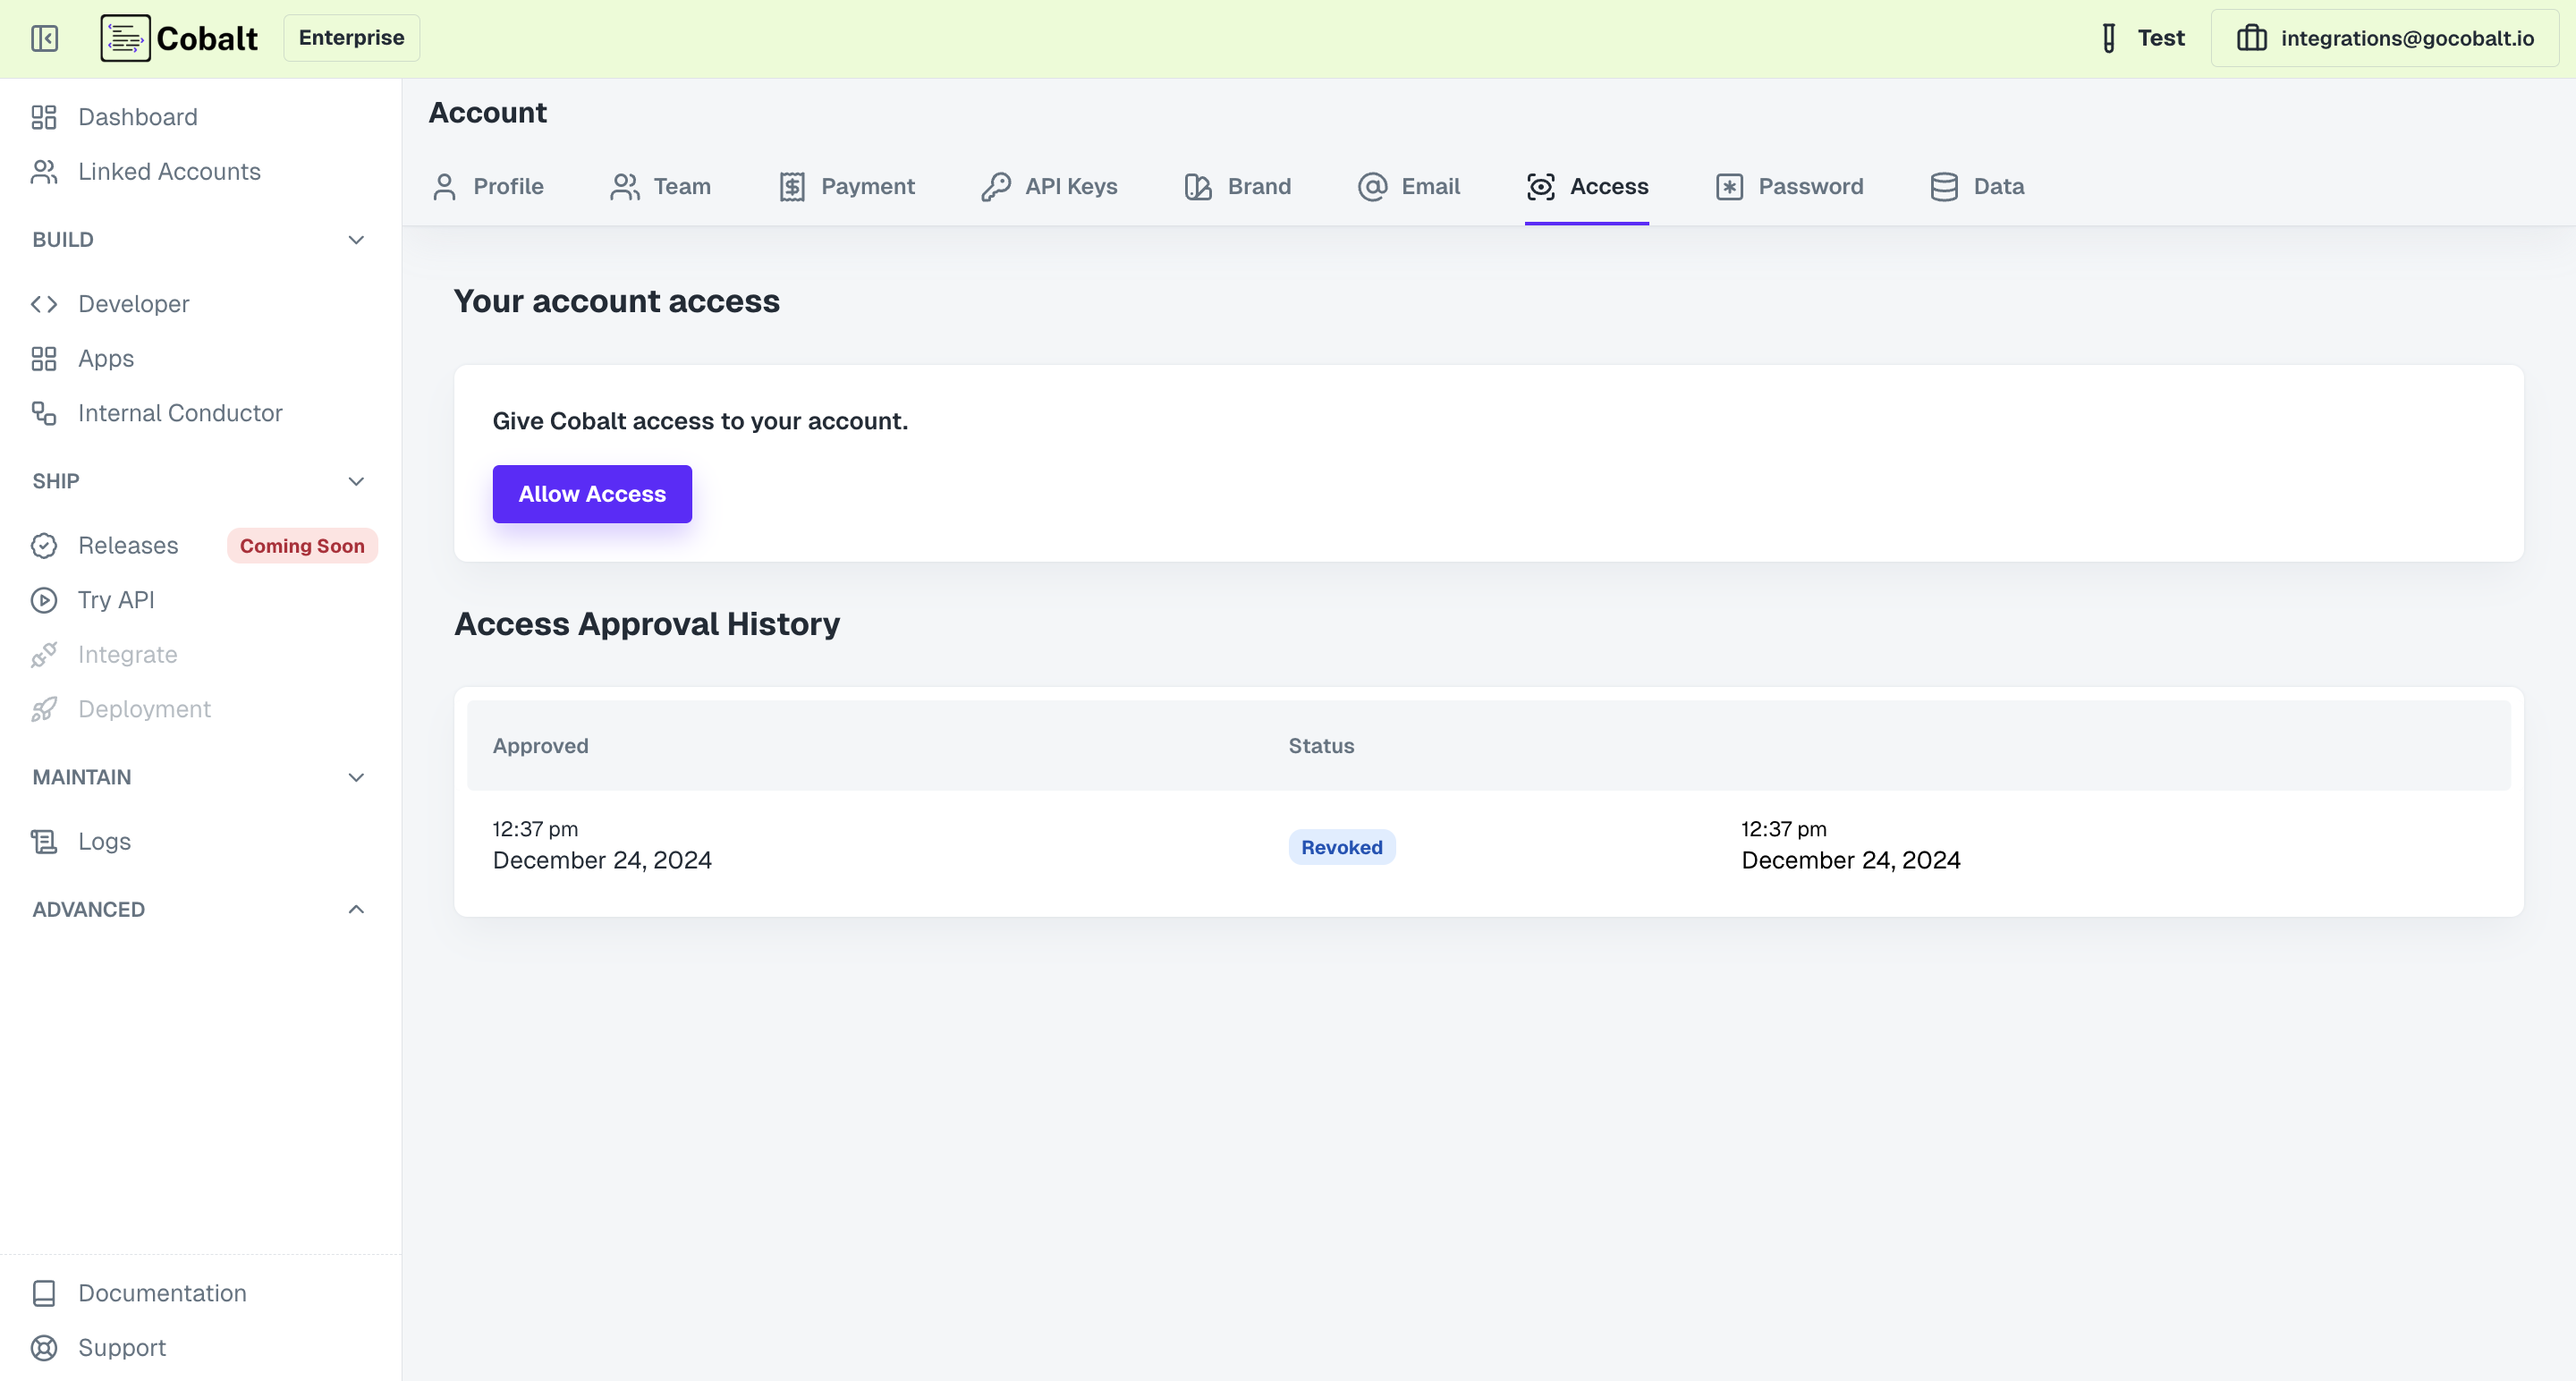 Cobalt
Enterprise
Test
integrations@gocobalt.io
Dashboard
Linked Accounts
BUILD
Developer
Apps
Internal Conductor
SHIP
Releases
Coming Soon
Try API
Integrate
Deployment
MAINTAIN
Logs
ADVANCED
Documentation
Support
Account
Profile
Team
Payment
API Keys
Brand
Email
Access
Password
Data
Your account access
Give Cobalt access to your account.
Allow Access
Access Approval History
Approved
Status
12:37 pm
December 24, 2024
Revoked
12:37 pm
December 24, 2024